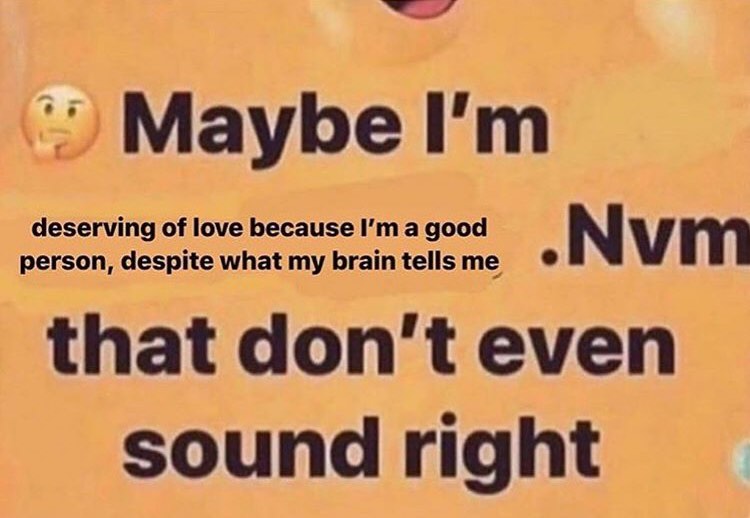 🤔 Maybe I'm
deserving of love because I'm a good
person, despite what my brain tells me
.Nvm
that don't even
sound right